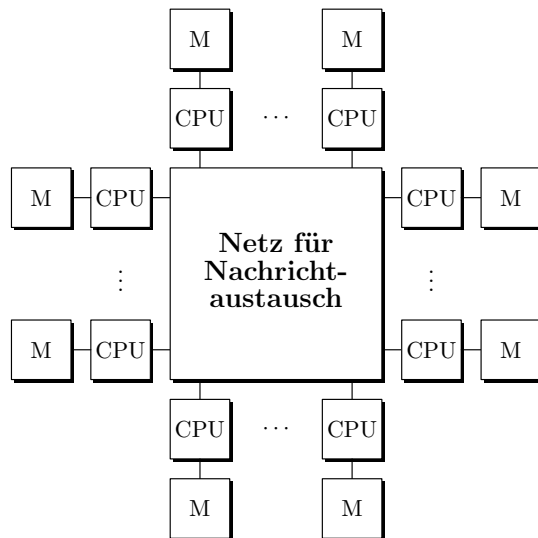 M M
CPU ... CPU
M CPU CPU M
Netz für
Nachricht-
austausch
⋮ ⋮
M CPU CPU M
CPU ... CPU
M M